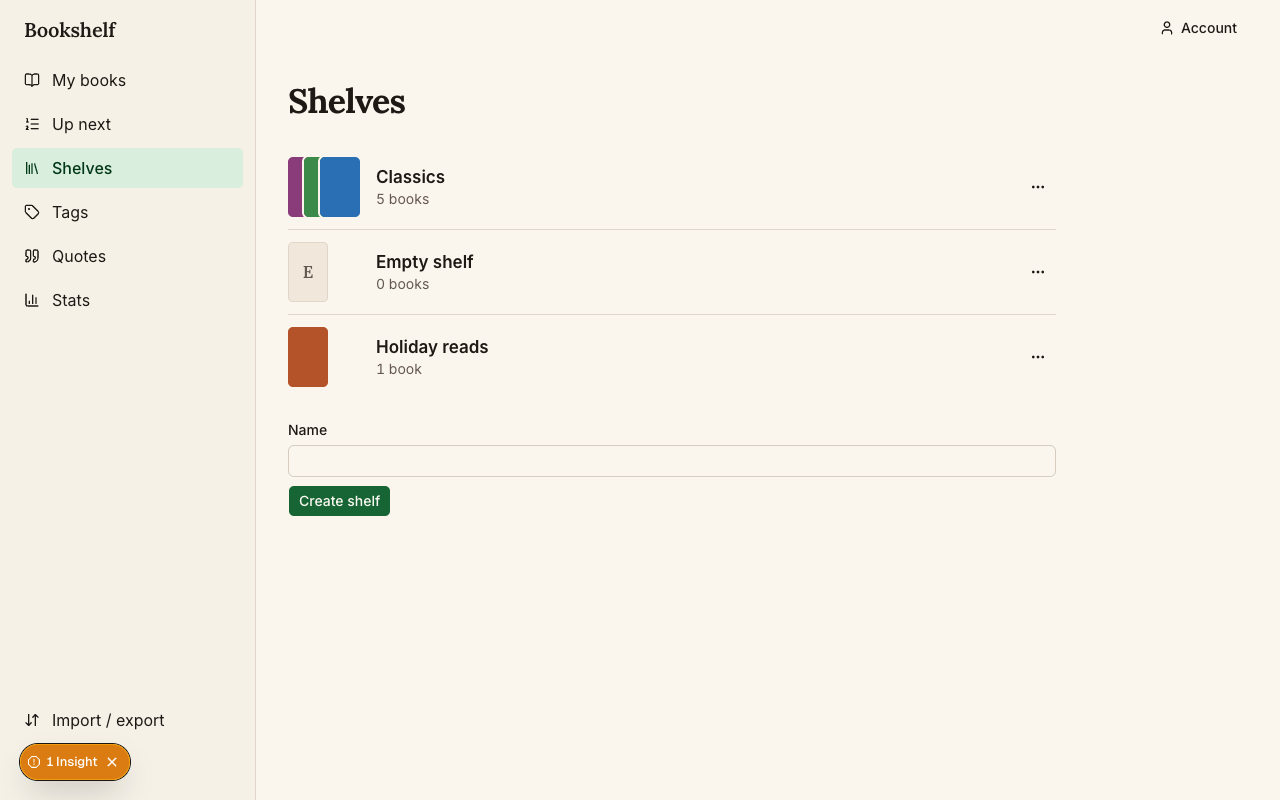 Bookshelf
My books
Up next
Shelves
Tags
Quotes
Stats
Import / export
1 Insight
Account
Shelves
Classics
5 books
E
Empty shelf
0 books
Holiday reads
1 book
Name
Create shelf